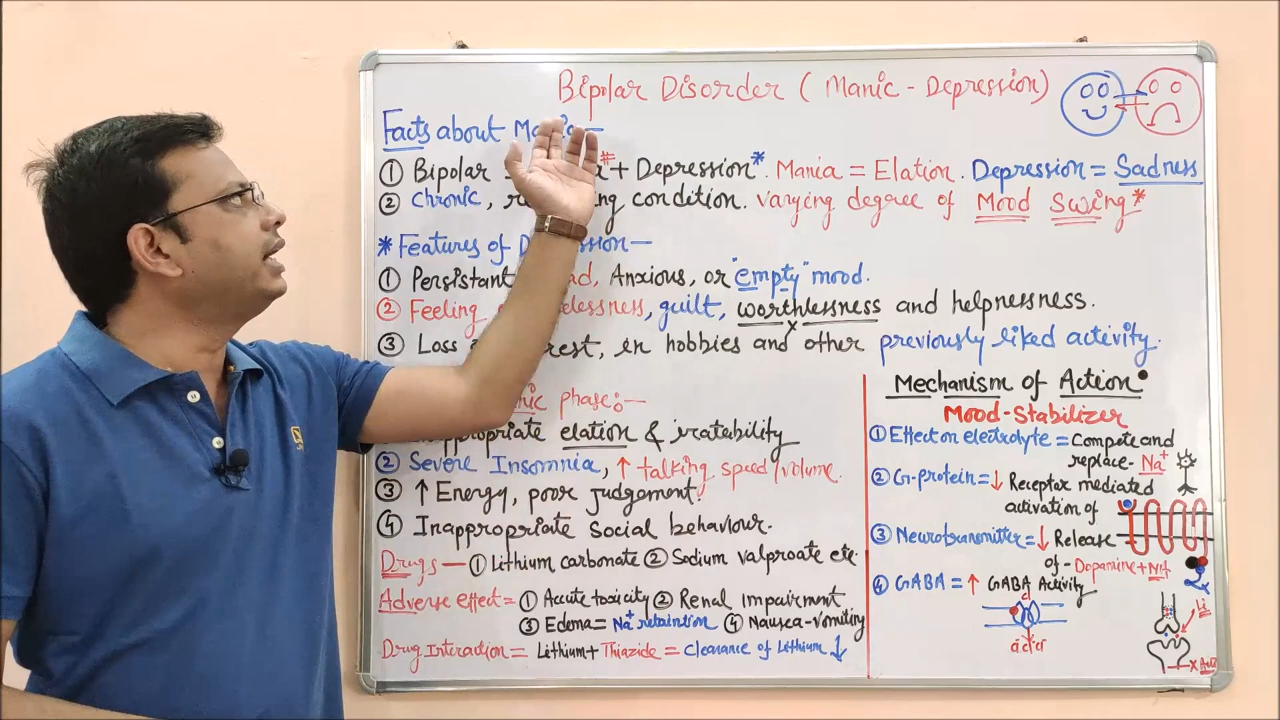 Bipolar Disorder ( Manic - Depression)
Facts about
① Bipolar # + Depression* Mania = Elation. Depression = Sadness
② Chronic, condition. varying degree of Mood Swing*
* Features of
① Persistant Anxious, or "empty" mood.
② Feeling guilt, worthlessness and helpnessness.
③ Loss in hobbies and other previously liked activity.
phase:—
elation & irratability
② Severe Insomnia, ↑ talking speed/volume.
③ ↑ Energy, poor judgement.
④ Inappropriate social behaviour.
Drugs — ① Lithium carbonate ② Sodium valproate etc.
Adverse effect = ① Accute toxicity ② Renal Impairment
③ Edema = Na+ retaintion ④ Nausea-vomiting
Drug Interaction = Lithium + Thiazide = Clearance of Lithium ↓
Mechanism of Action
Mood-Stabilizer
① Effect on electrolyte = Compete and
replace - Na+
② G-protein = ↓ Receptor mediated
activation of
③ Neurotransmitter = ↓ Release
of - Dopamine +
④ GABA = ↑ GABA Activity
Li